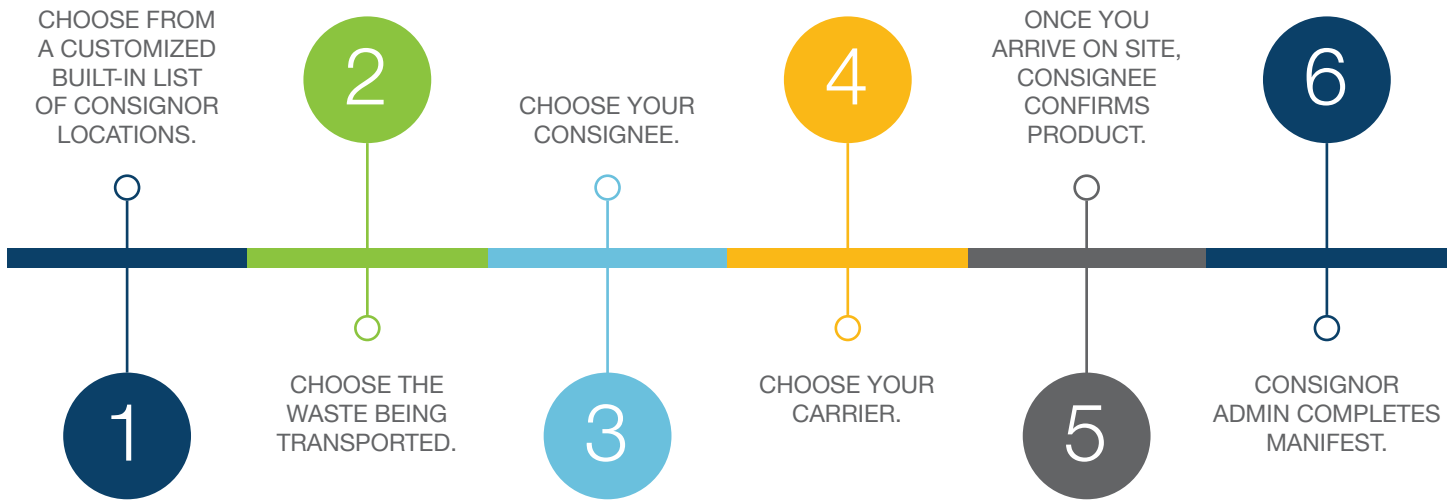 CHOOSE FROM
A CUSTOMIZED
BUILT-IN LIST
OF CONSIGNOR
LOCATIONS.
1
2
CHOOSE THE
WASTE BEING
TRANSPORTED.
CHOOSE YOUR
CONSIGNEE.
3
4
CHOOSE YOUR
CARRIER.
ONCE YOU
ARRIVE ON SITE,
CONSIGNEE
CONFIRMS
PRODUCT.
5
6
CONSIGNOR
ADMIN COMPLETES
MANIFEST.